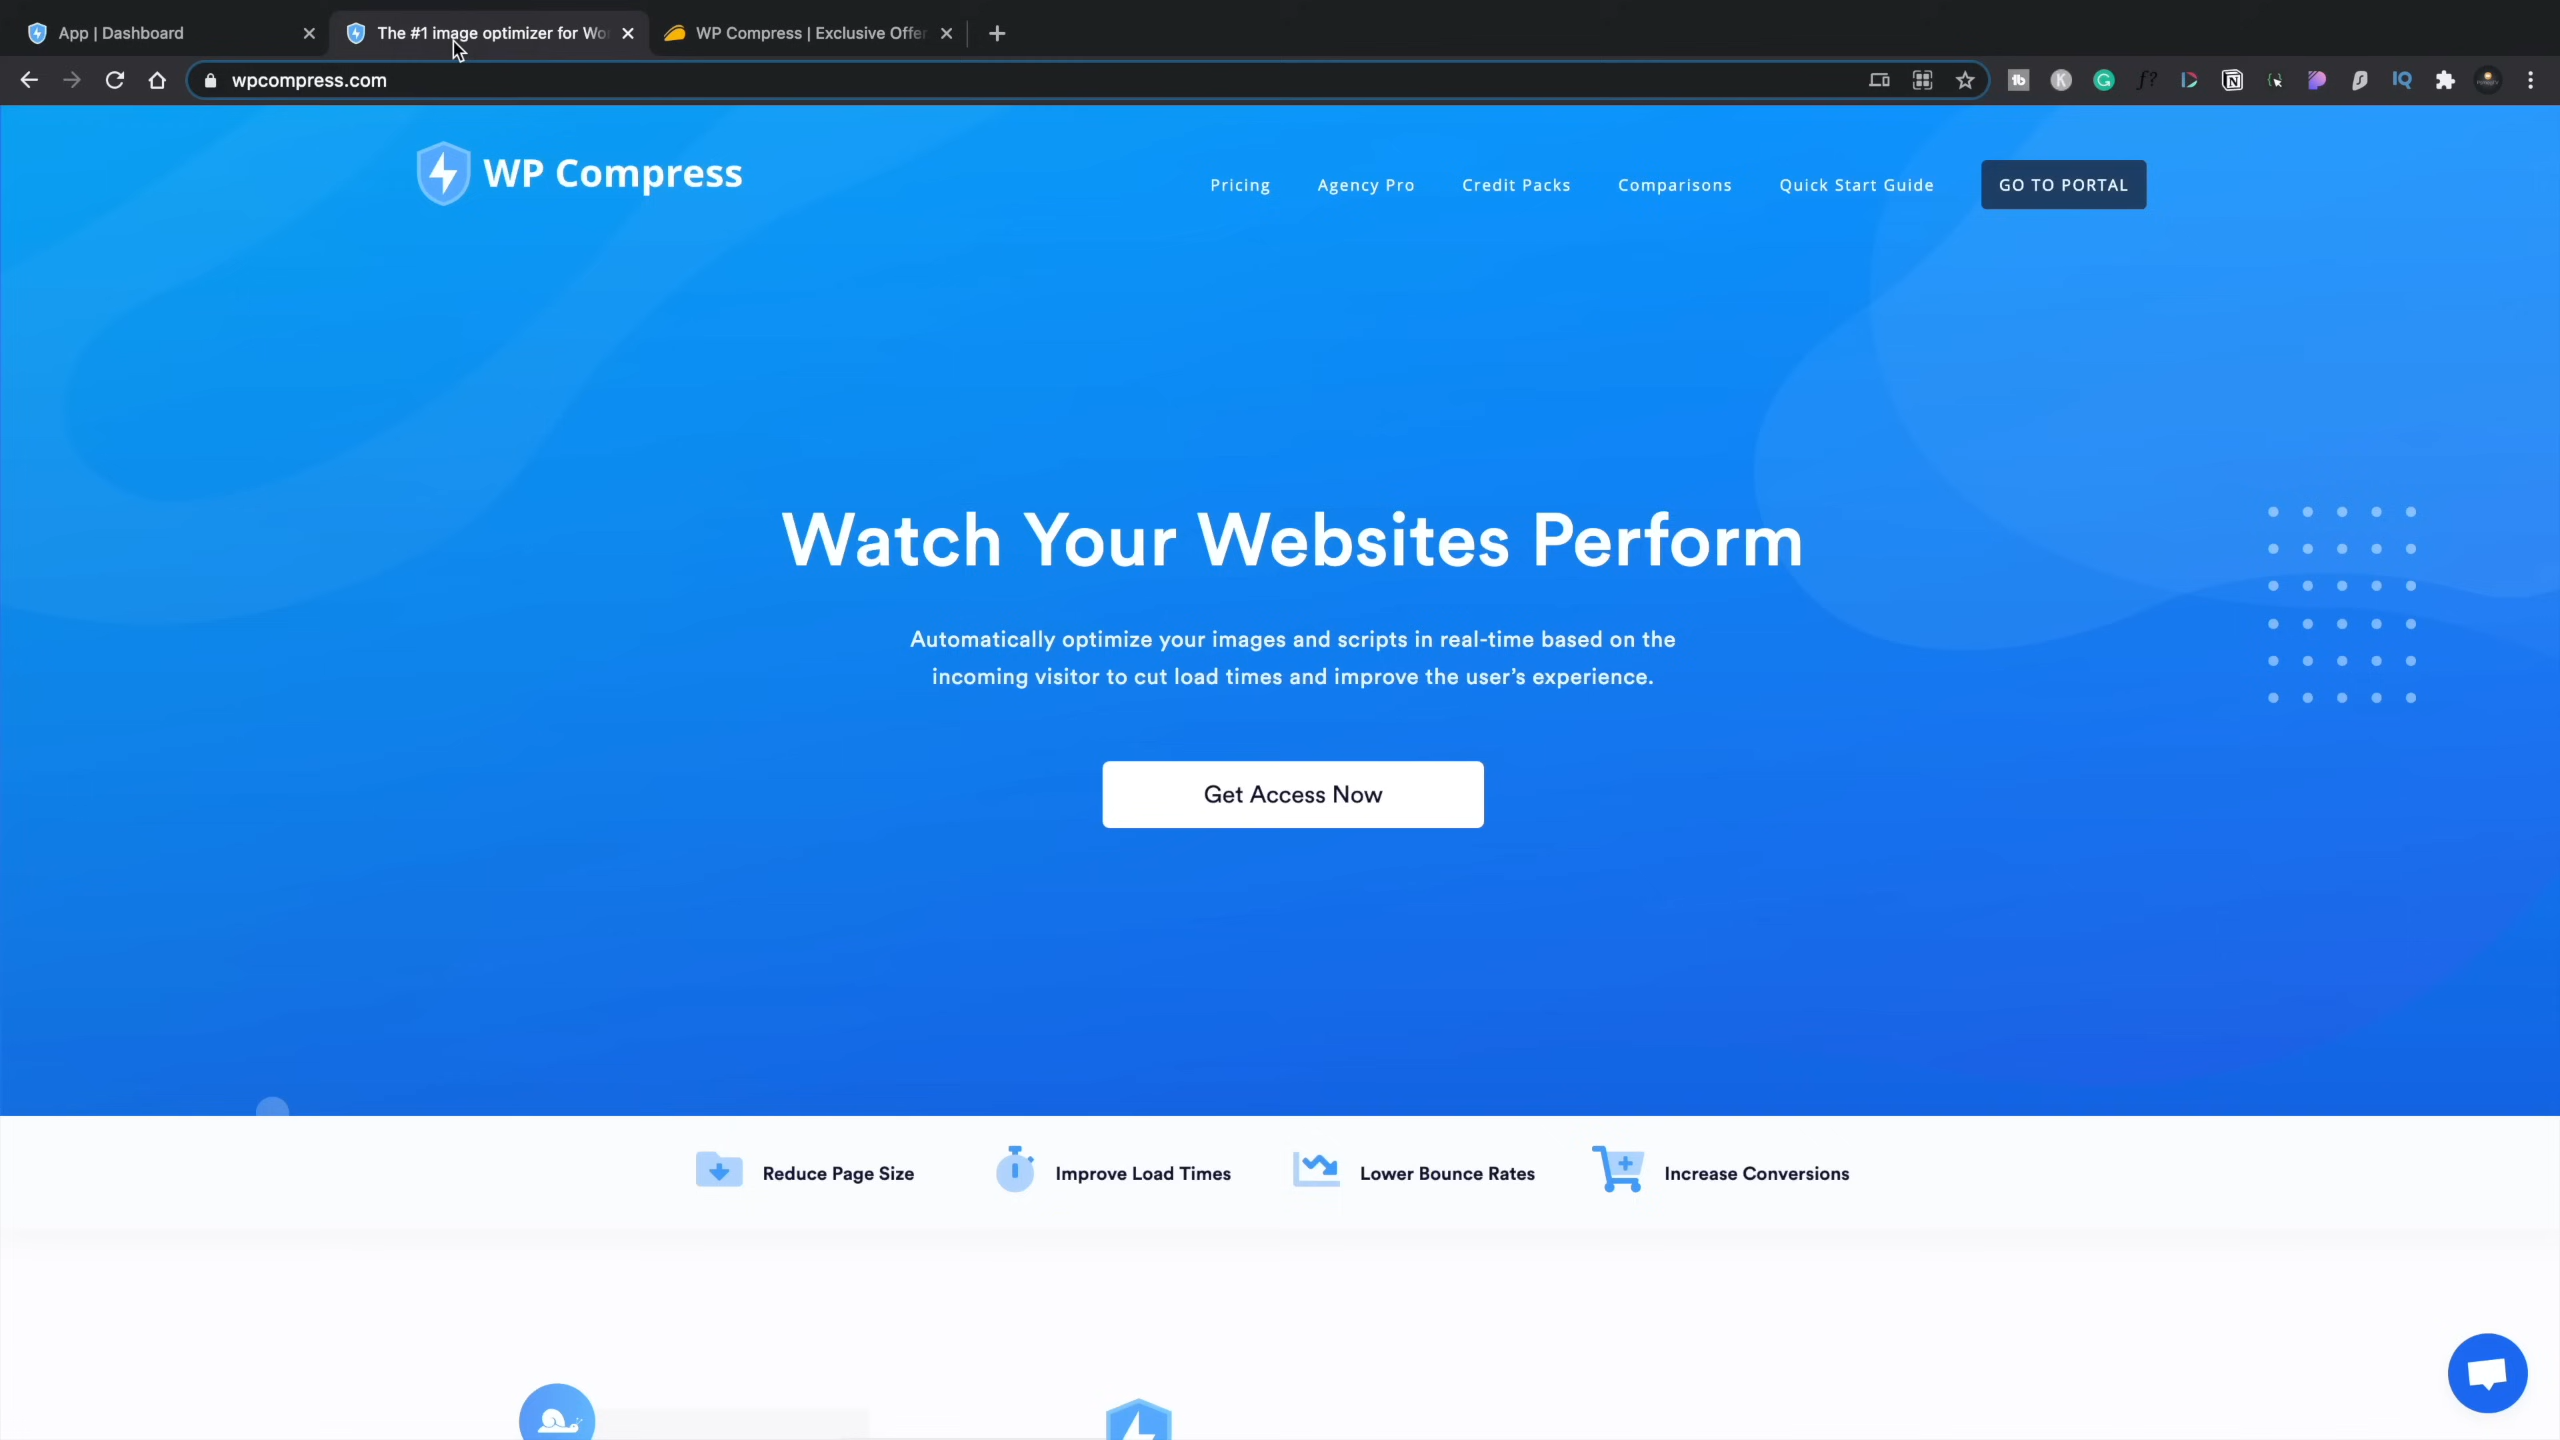 App | Dashboard
The #1 image optimizer for Wo
WP Compress | Exclusive Offe
wpcompress.com
WP Compress
Pricing
Agency Pro
Credit Packs
Comparisons
Quick Start Guide
GO TO PORTAL
Watch Your Websites Perform
Automatically optimize your images and scripts in real-time based on the
incoming visitor to cut load times and improve the user's experience.
Get Access Now
Reduce Page Size
Improve Load Times
Lower Bounce Rates
Increase Conversions